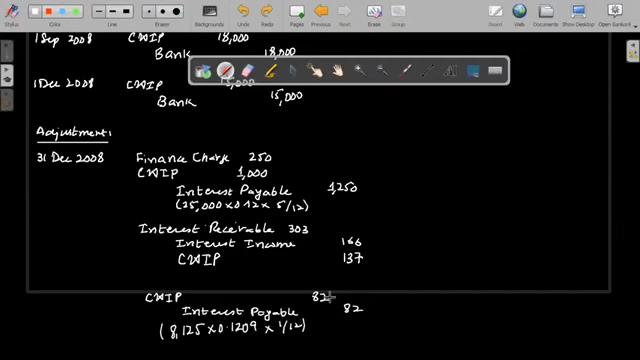 Stylus Color Line Eraser Backgrounds Undo Redo Pages Previous Next Erase Board Web Documents Show Desktop Open-Sankoré
1 Sep 2008 CWIP 18,000
Bank 18,000
1 Dec 2008 CWIP 15,000
Bank 15,000
Adjustment:
31 Dec 2008 Finance Charge 250
CWIP 1,000
Interest Payable 1,250
(25,000 x 0.12 x 5/12)
Interest Receivable 303
Interest Income 166
CWIP 137
CWIP 82
Interest Payable 82
(8,125 x 0.1209 x 1/12)